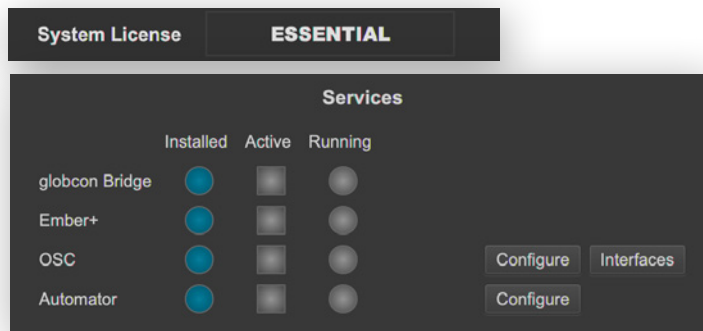 System License ESSENTIAL
Services
Installed Active Running
globcon Bridge
Ember+
OSC Configure Interfaces
Automator Configure